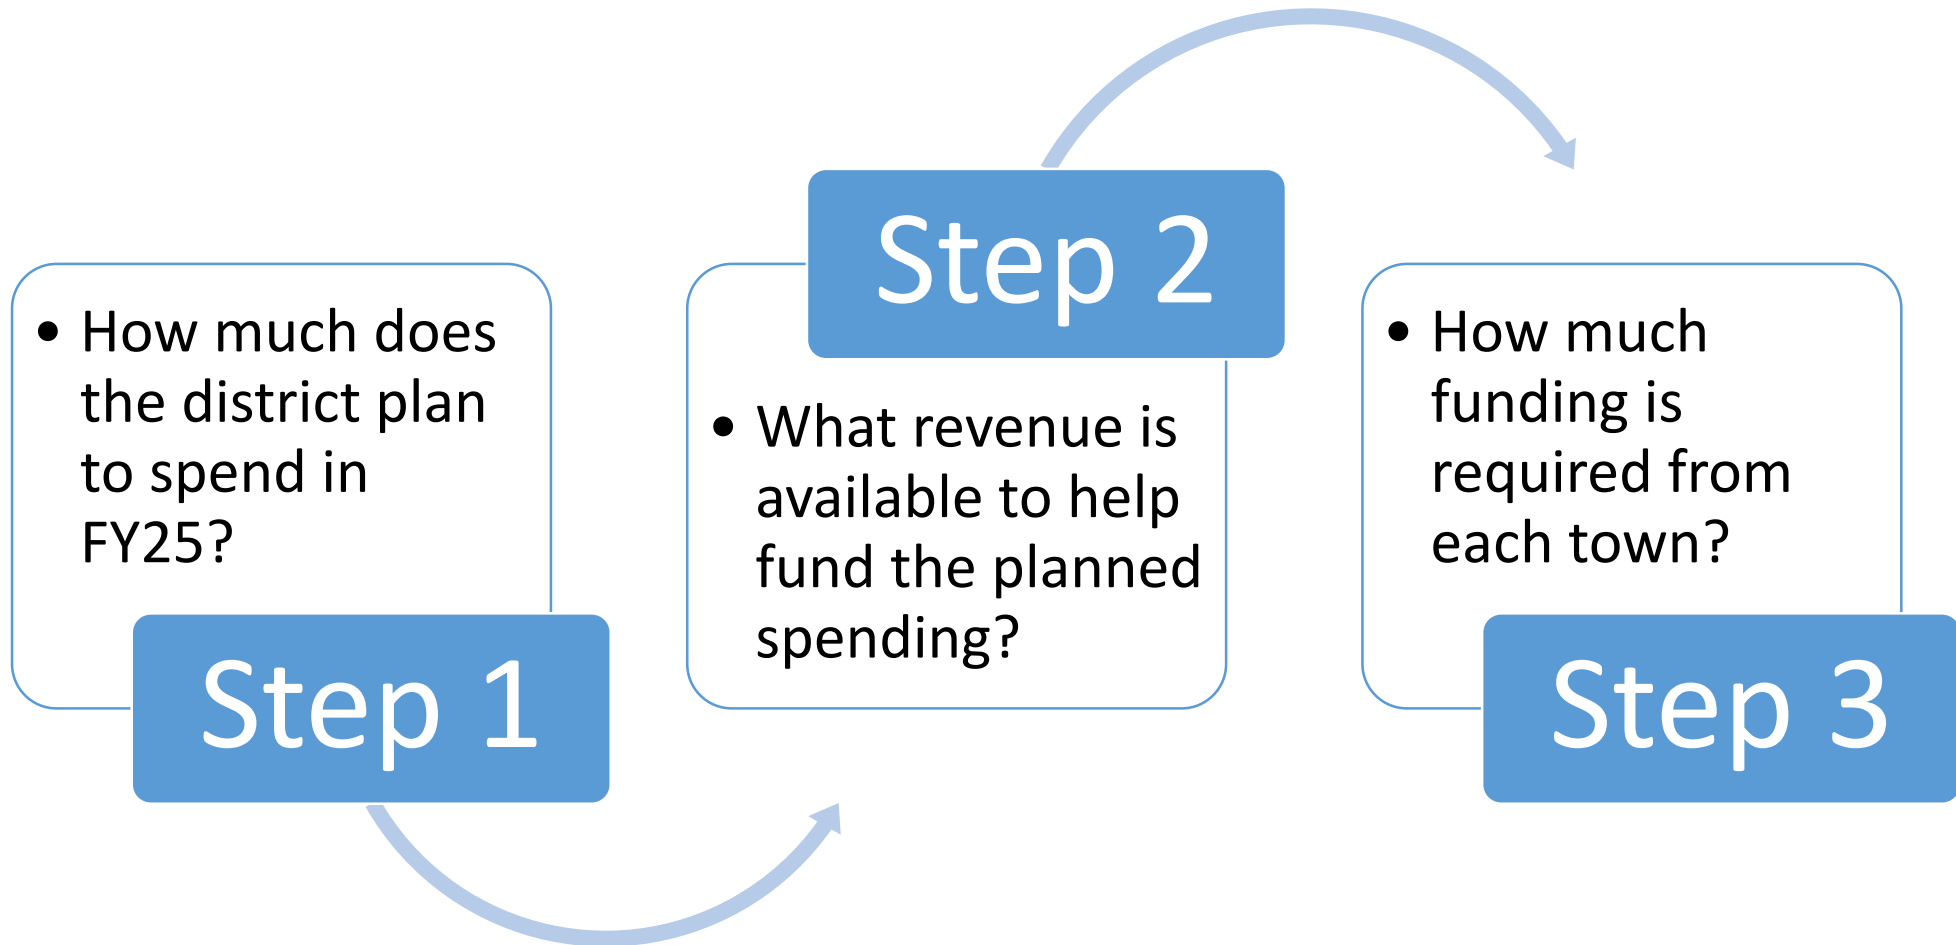 • How much does
the district plan
to spend in
FY25?
Step 1
Step 2
• What revenue is
available to help
fund the planned
spending?
• How much
funding is
required from
each town?
Step 3